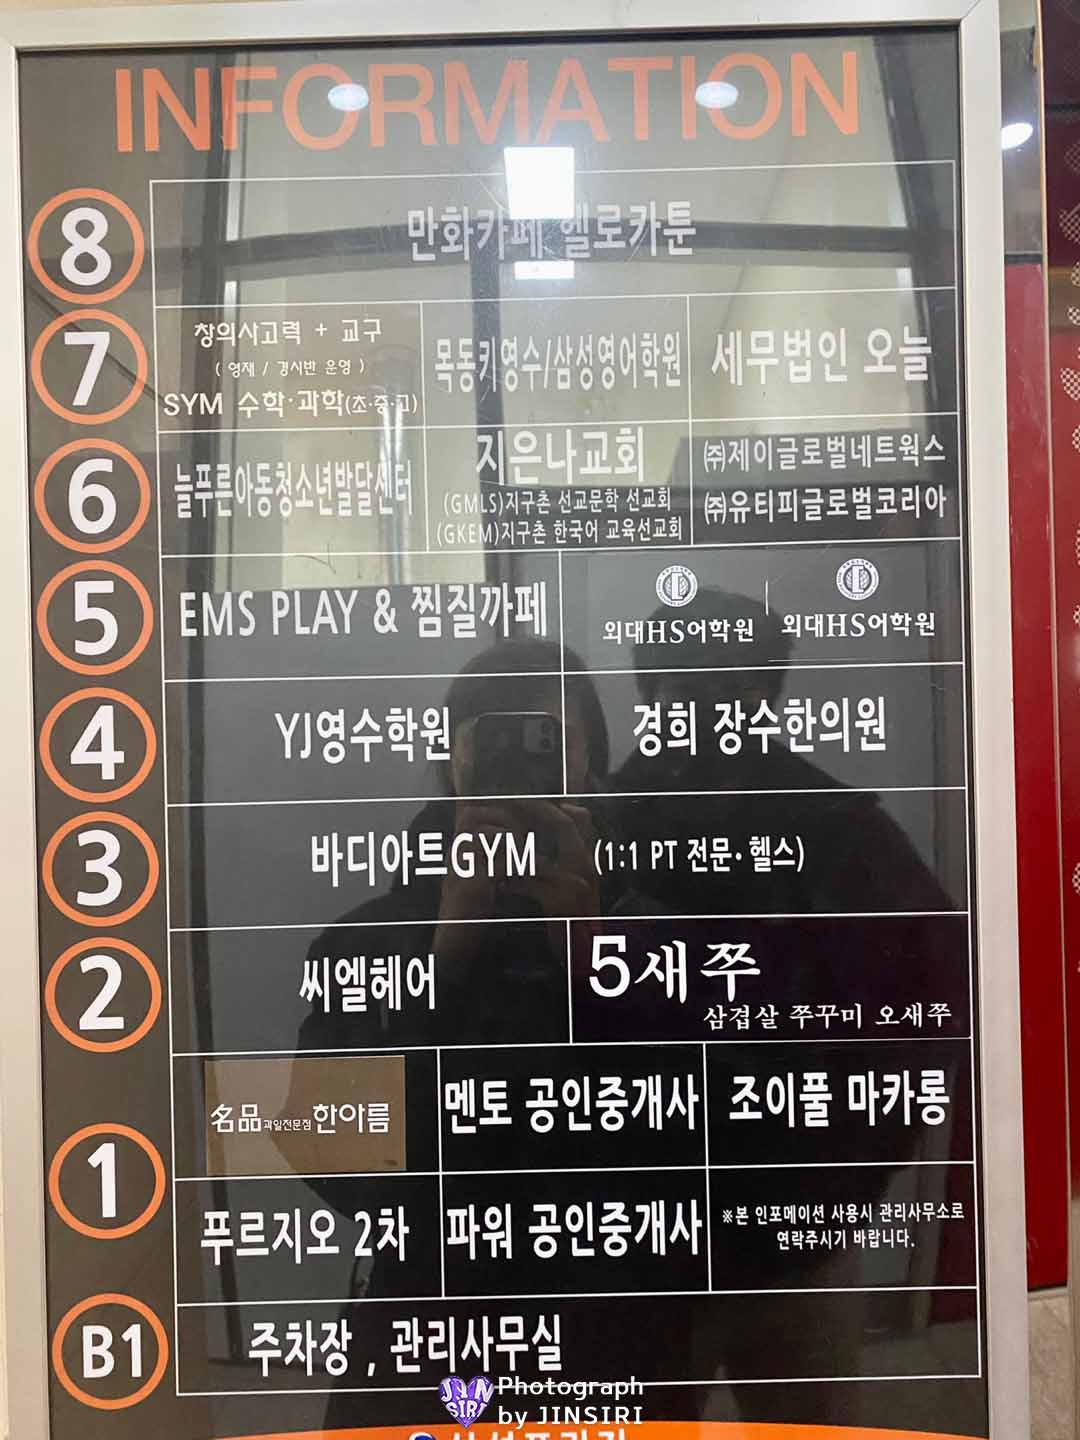 INFORMATION
8
만화카페 헬로카툰
7
창의사고력 + 교구
( 영재 / 경시반 운영 )
SYM 수학·과학(초·중·고)
목동키영수/삼성영어학원
세무법인 오늘
6
늘푸른아동청소년발달센터
지은나교회
(GMLS)지구촌 선교문학 선교회
(GKEM)지구촌 한국어 교육선교회
㈜제이글로벌네트웍스
㈜유티피글로벌코리아
5
EMS PLAY & 찜질까페
외대HS어학원
외대HS어학원
4
YJ영수학원
경희 장수한의원
3
바디아트GYM (1:1 PT 전문·헬스)
2
씨엘헤어
5새쭈
삼겹살 쭈꾸미 오새쭈
1
名品과일전문점한아름
멘토 공인중개사
조이풀 마카롱
푸르지오 2차
파워 공인중개사
※본 인포메이션 사용시 관리사무소로
연락주시기 바랍니다.
B1
주차장 , 관리사무실
JIN
SIRI
Photograph
by JINSIRI